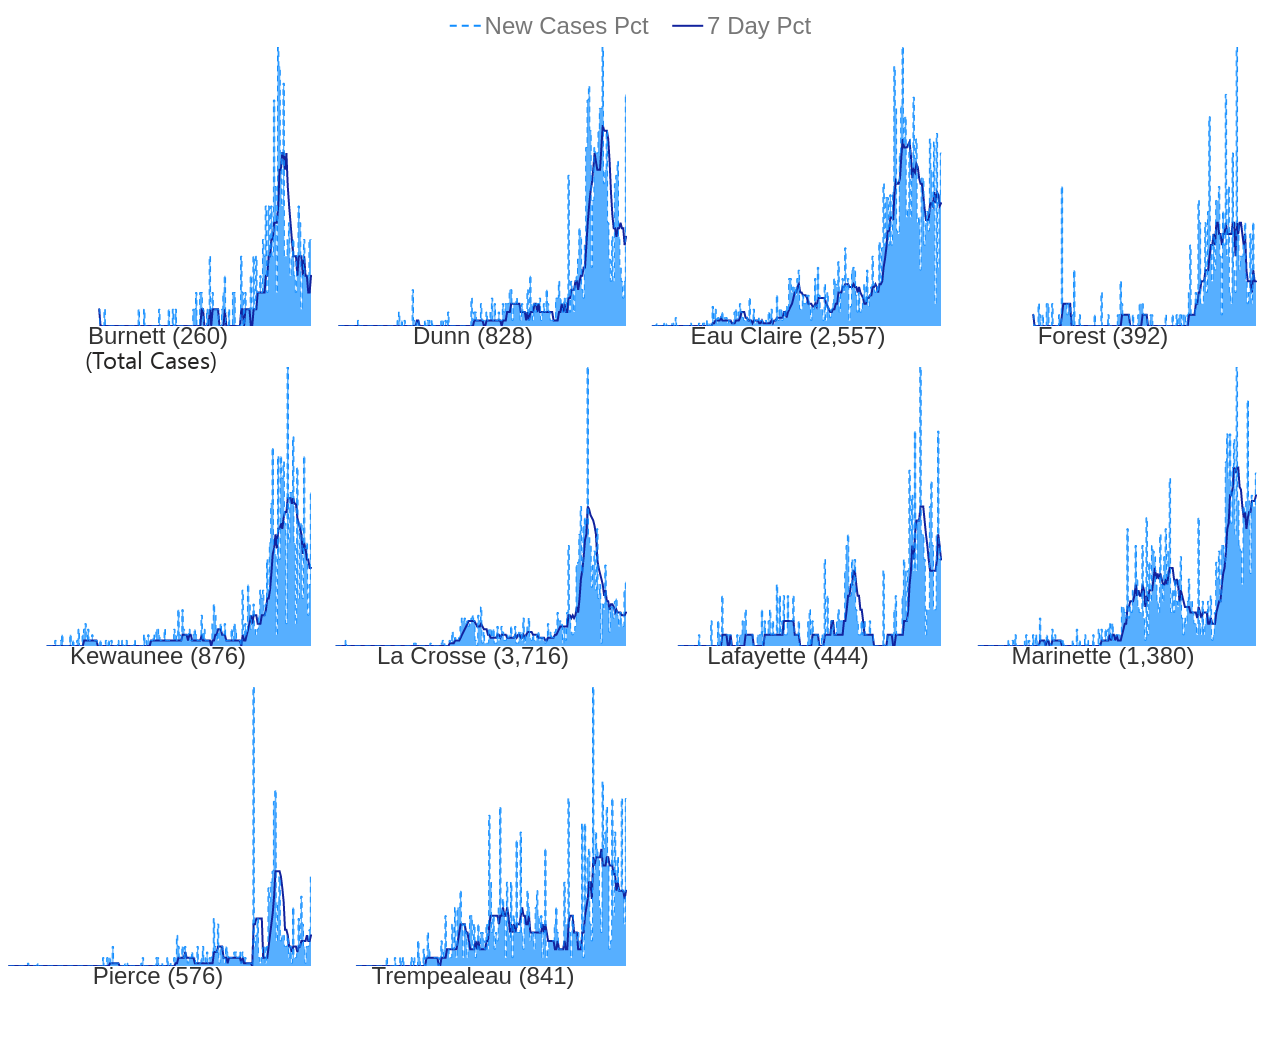 New Cases Pct 7 Day Pct
Burnett (260) Dunn (828) Eau Claire (2,557) Forest (392)
(Total Cases)
Kewaunee (876) La Crosse (3,716) Lafayette (444) Marinette (1,380)
Pierce (576) Trempealeau (841)